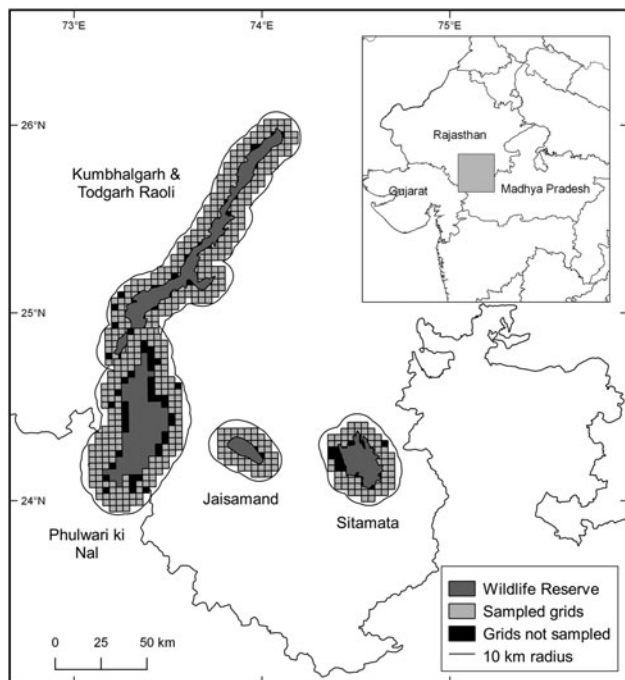 73°E 74°E 75°E
26°N
Rajasthan
Gujarat
Madhya Pradesh
Kumbhalgarh &
Todgarh Raoli
25°N
24°N
Jaisamand
Sitamata
Phulwari ki
Nal
Wildlife Reserve
Sampled grids
Grids not sampled
10 km radius
0 25 50 km